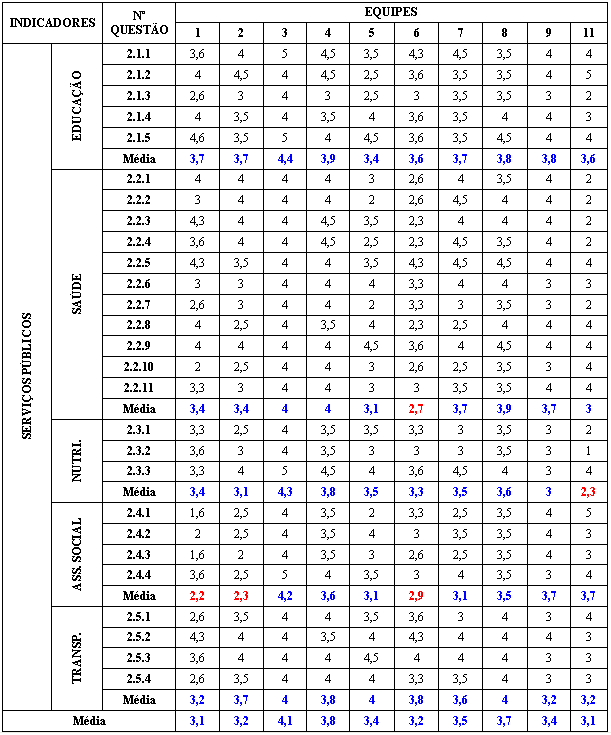 INDICADORES Nº QUESTÃO EQUIPES
1 2 3 4 5 6 7 8 9 11
SERVIÇOS PÚBLICOS
EDUCAÇÃO
2.1.1 3,6 4 5 4,5 3,5 4,3 4,5 3,5 4 4
2.1.2 4 4,5 4 4,5 2,5 3,6 3,5 3,5 4 5
2.1.3 2,6 3 4 3 2,5 3 3,5 3,5 3 2
2.1.4 4 3,5 4 3,5 4 3,6 3,5 4 4 3
2.1.5 4,6 3,5 5 4 4,5 3,6 3,5 4,5 4 4
Média 3,7 3,7 4,4 3,9 3,4 3,6 3,7 3,8 3,8 3,6
SAÚDE
2.2.1 4 4 4 4 3 2,6 4 3,5 4 2
2.2.2 3 4 4 4 2 2,6 4,5 4 4 2
2.2.3 4,3 4 4 4,5 3,5 2,3 4 4 4 2
2.2.4 3,6 4 4 4,5 2,5 2,3 4,5 3,5 4 2
2.2.5 4,3 3,5 4 4 3,5 4,3 4,5 4,5 4 4
2.2.6 3 3 4 4 4 3,3 4 4 3 3
2.2.7 2,6 3 4 4 2 3,3 3 3,5 3 2
2.2.8 4 2,5 4 3,5 4 2,3 2,5 4 4 4
2.2.9 4 4 4 4 4,5 3,6 4 4,5 4 4
2.2.10 2 2,5 4 4 3 2,6 2,5 3,5 3 4
2.2.11 3,3 3 4 4 3 3 3,5 3,5 4 4
Média 3,4 3,4 4 4 3,1 2,7 3,7 3,9 3,7 3
NUTRI.
2.3.1 3,3 2,5 4 3,5 3,5 3,3 3 3,5 3 2
2.3.2 3,6 3 4 3,5 3 3 3 3,5 3 1
2.3.3 3,3 4 5 4,5 4 3,6 4,5 4 3 4
Média 3,4 3,1 4,3 3,8 3,5 3,3 3,5 3,6 3 2,3
ASS. SOCIAL
2.4.1 1,6 2,5 4 3,5 2 3,3 2,5 3,5 4 5
2.4.2 2 2,5 4 3,5 4 3 3,5 3,5 4 3
2.4.3 1,6 2 4 3,5 3 2,6 2,5 3,5 4 3
2.4.4 3,6 2,5 5 4 3,5 3 4 3,5 3 4
Média 2,2 2,3 4,2 3,6 3,1 2,9 3,1 3,5 3,7 3,7
TRANSP.
2.5.1 2,6 3,5 4 4 3,5 3,6 3 4 3 4
2.5.2 4,3 4 4 3,5 4 4,3 4 4 4 3
2.5.3 3,6 4 4 4 4,5 4 4 4 3 3
2.5.4 2,6 3,5 4 4 4 3,3 3,5 4 3 3
Média 3,2 3,7 4 3,8 4 3,8 3,6 4 3,2 3,2
Média 3,1 3,2 4,1 3,8 3,4 3,2 3,5 3,7 3,4 3,1